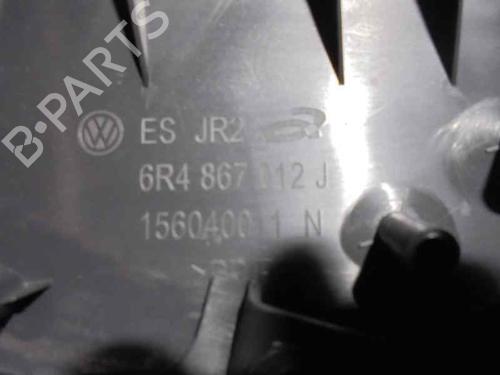 B-PARTS
ES JR2
6R4 867 012 J
156040011 N